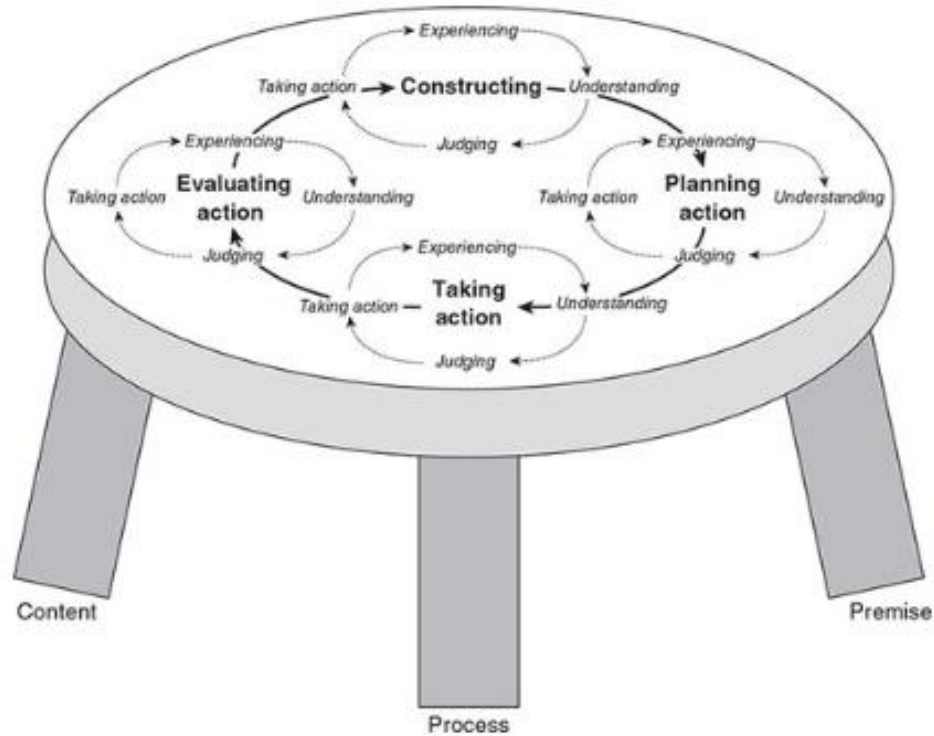 Experiencing
Taking action
Constructing
Understanding
Judging
Experiencing
Taking action
Evaluating
action
Understanding
Judging
Experiencing
Taking action
Planning
action
Understanding
Judging
Experiencing
Taking action
Taking
action
Understanding
Judging
Content
Process
Premise